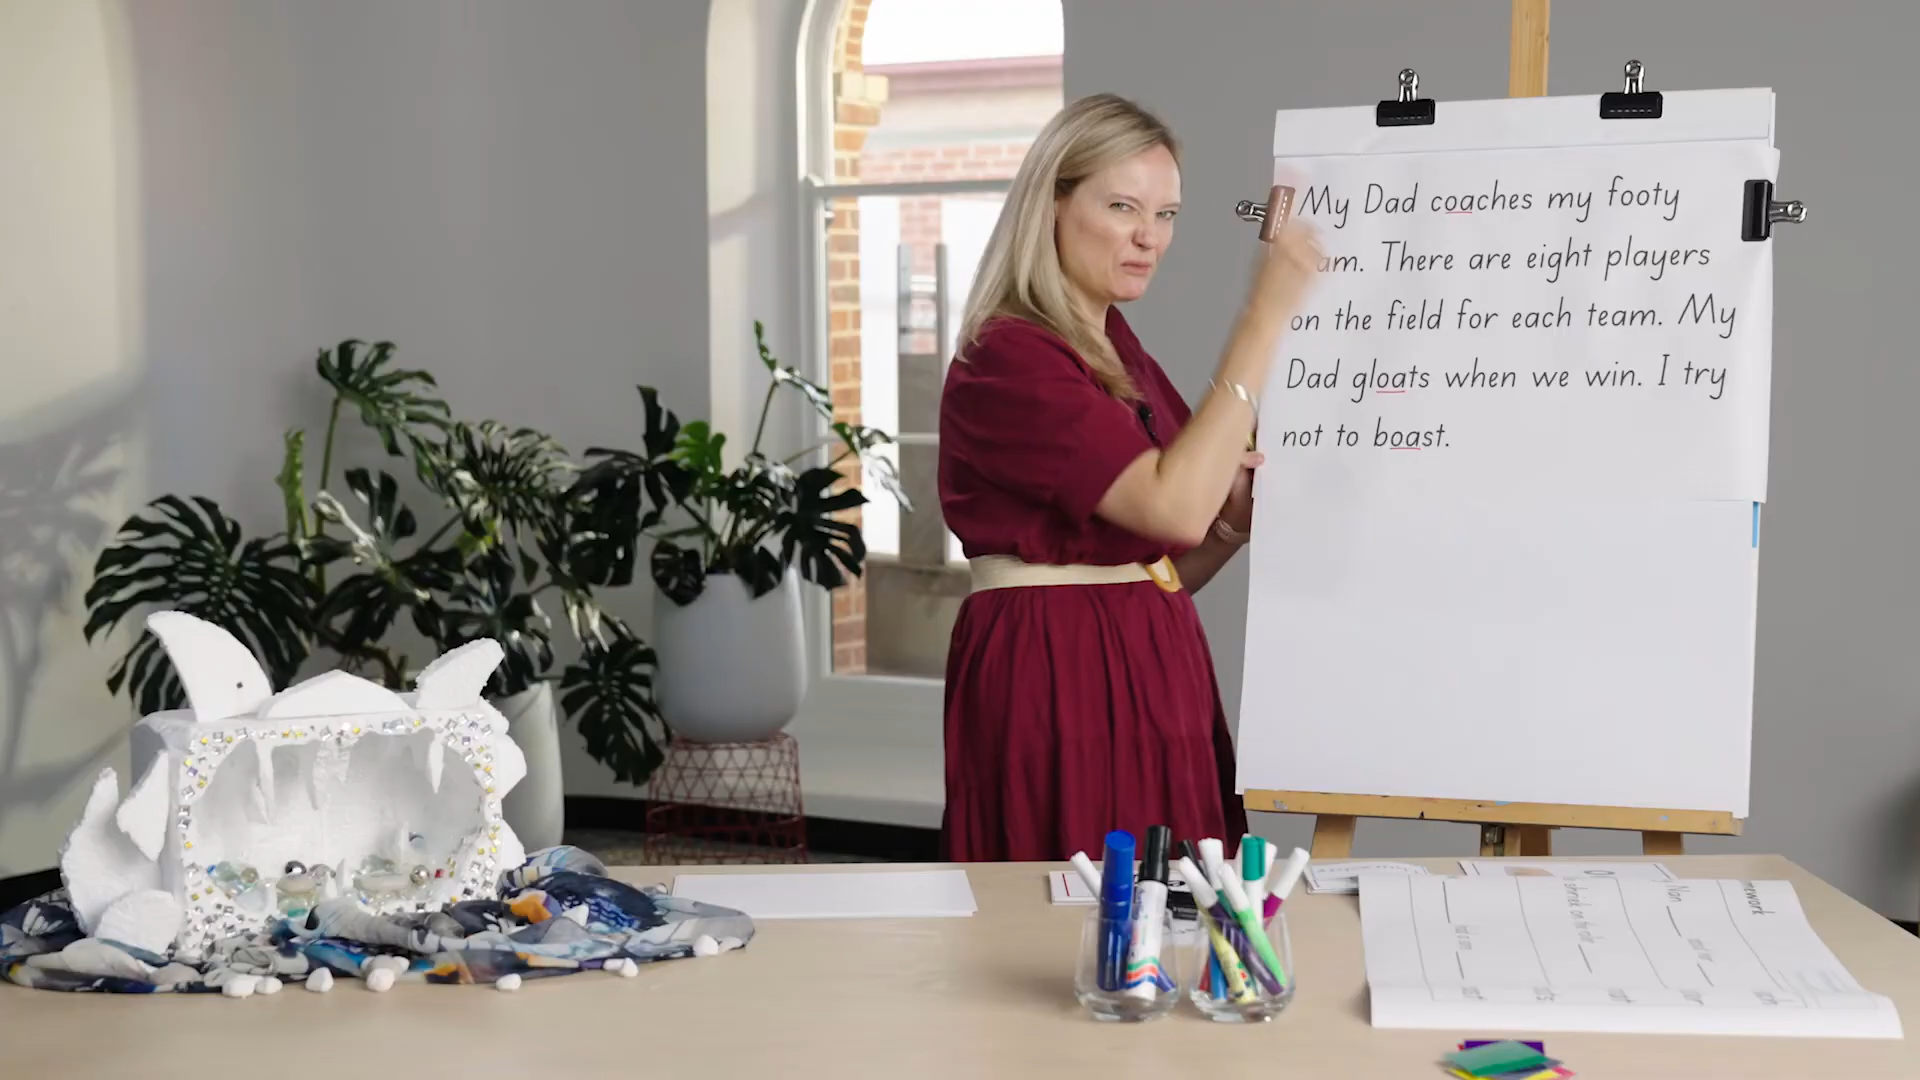 My Dad coaches my footy
am. There are eight players
on the field for each team. My
Dad gloats when we win. I try
not to boast.